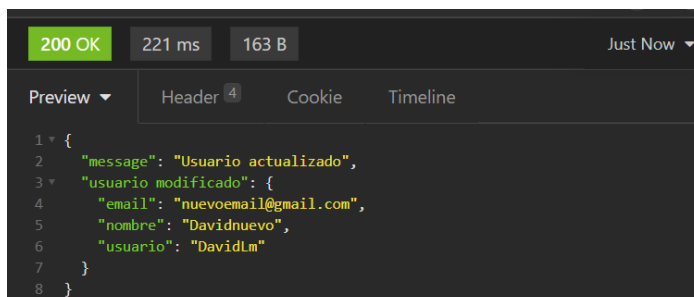 200 OK 221 ms 163 B Just Now
Preview Header 4 Cookie Timeline
1 {
2 "message": "Usuario actualizado",
3 "usuario modificado": {
4 "email": "nuevoemail@gmail.com",
5 "nombre": "Davidnuevo",
6 "usuario": "DavidLm"
7 }
8 }